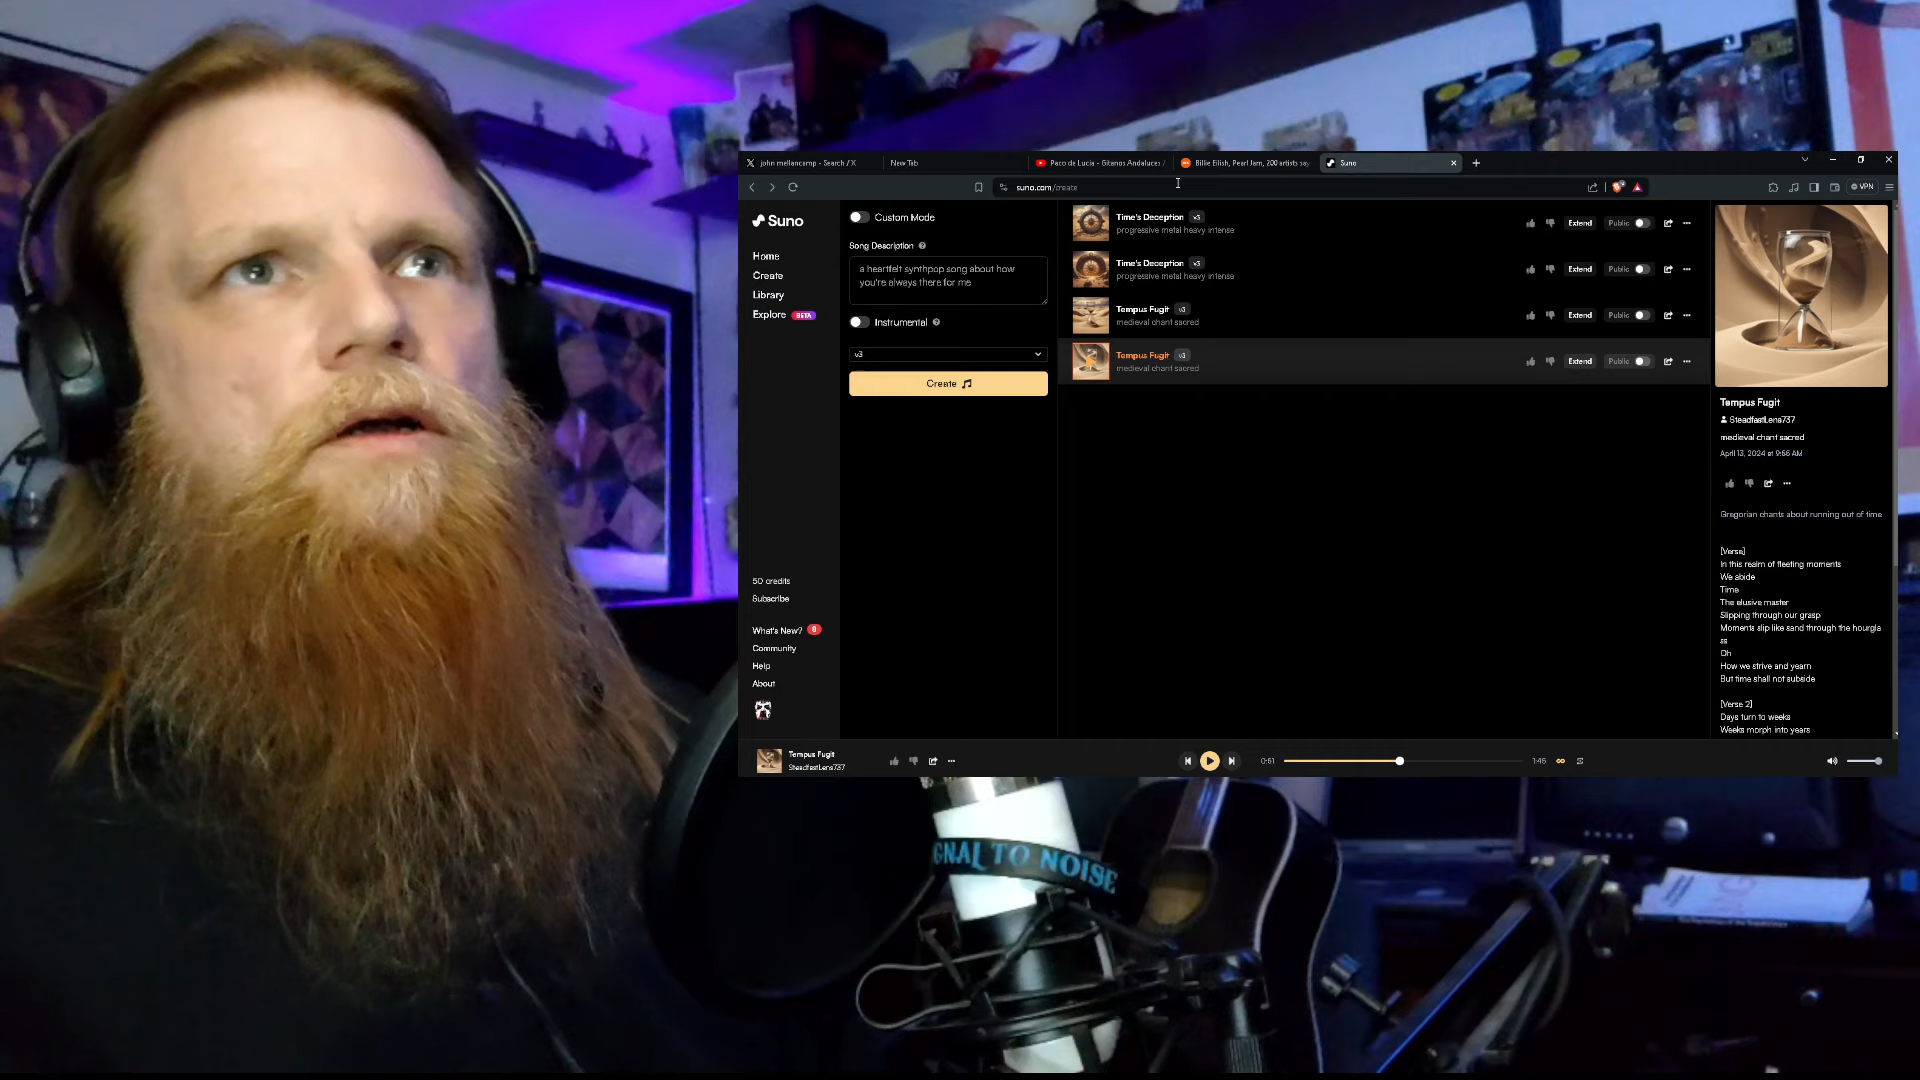 john mellancamp - Search / X
New Tab
Paco de Lucia - Gitanos Andaluces /
Billie Eilish, Pearl Jam, 200 artists say
Suno
suno.com/create
VPN
Suno
Home
Create
Library
Explore BETA
50 credits
Subscribe
What's New?
Community
Help
About
Custom Mode
Song Description
a heartfelt synthpop song about how
you're always there for me
Instrumental
v3
Create
Time's Deception v3
progressive metal heavy intense
Extend Public
Time's Deception v3
progressive metal heavy intense
Extend Public
Tempus Fugit v3
medieval chant sacred
Extend Public
Tempus Fugit v3
medieval chant sacred
Extend Public
Tempus Fugit
SteadfastLens737
medieval chant sacred
April 13, 2024 at 9:56 AM
Gregorian chants about running out of time
[Verse]
In this realm of fleeting moments
We abide
Time
The elusive master
Slipping through our grasp
Moments slip like sand through the hourgla
ss
Oh
How we strive and yearn
But time shall not subside
[Verse 2]
Days turn to weeks
Weeks morph into years
Tempus Fugit
SteadfastLens737
0:51
1:45
GNAL TO NOISE